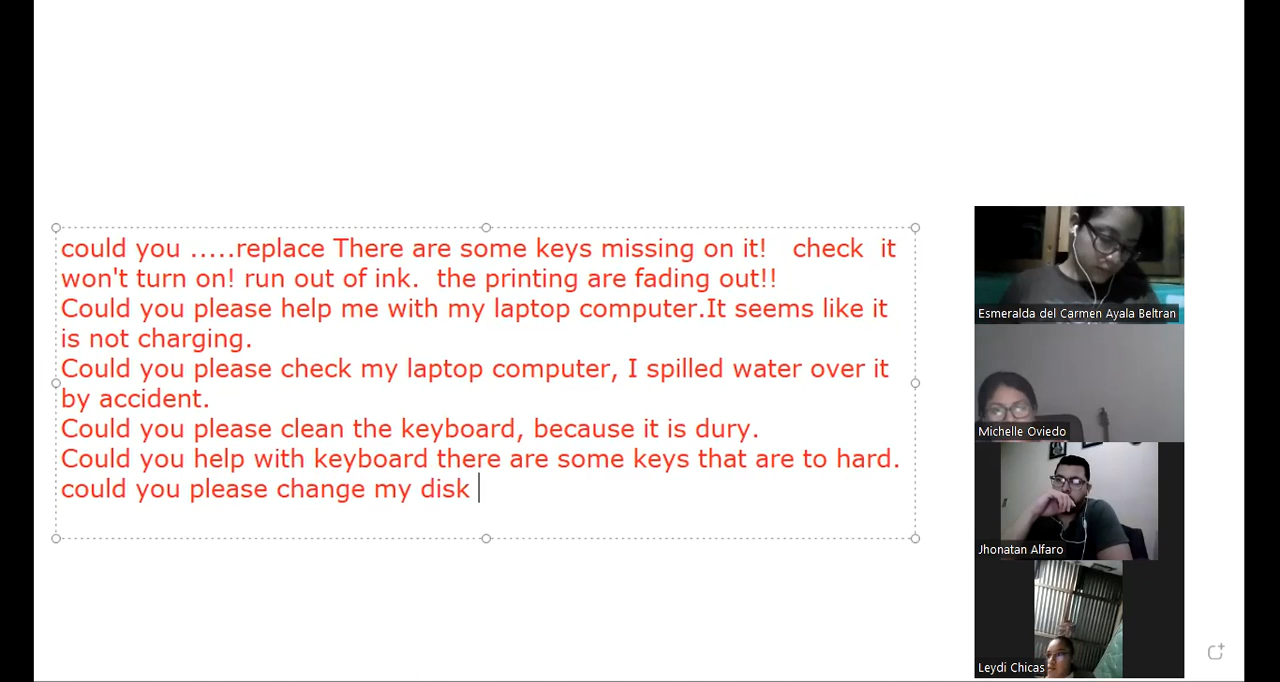 could you .....replace There are some keys missing on it!   check  it
won't turn on! run out of ink.  the printing are fading out!!
Could you please help me with my laptop computer.It seems like it
is not charging.
Could you please check my laptop computer, I spilled water over it
by accident.
Could you please clean the keyboard, because it is dury.
Could you help with keyboard there are some keys that are to hard.
could you please change my disk
Esmeralda del Carmen Ayala Beltran
Michelle Oviedo
Jhonatan Alfaro
Leydi Chicas